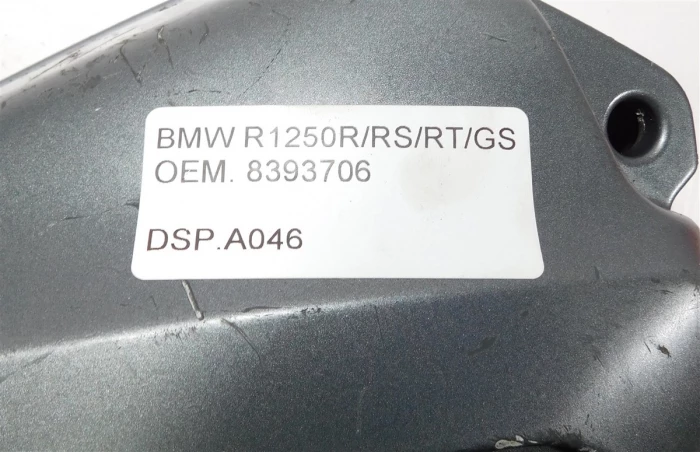 BMW R1250R/RS/RT/GS
OEM. 8393706
DSP.A046